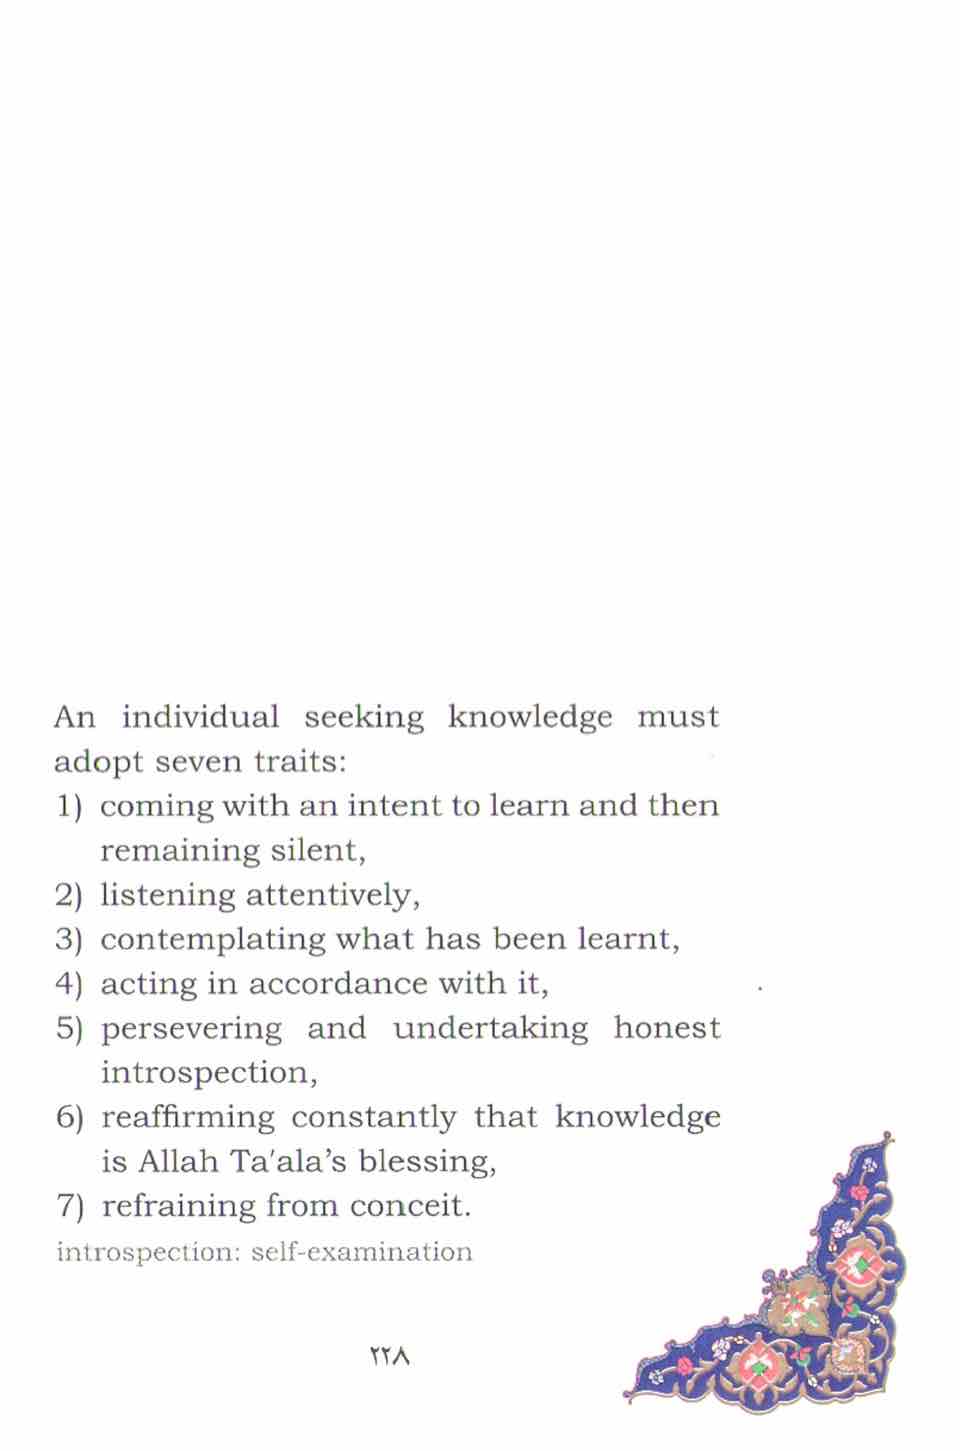 An individual seeking knowledge must
adopt seven traits:
1) coming with an intent to learn and then
remaining silent,
2) listening attentively,
3) contemplating what has been learnt,
4) acting in accordance with it,
5) persevering and undertaking honest
introspection,
6) reaffirming constantly that knowledge
is Allah Ta'ala’s blessing,
7) refraining from conceit.
introspection: self-examination
٢٢٨